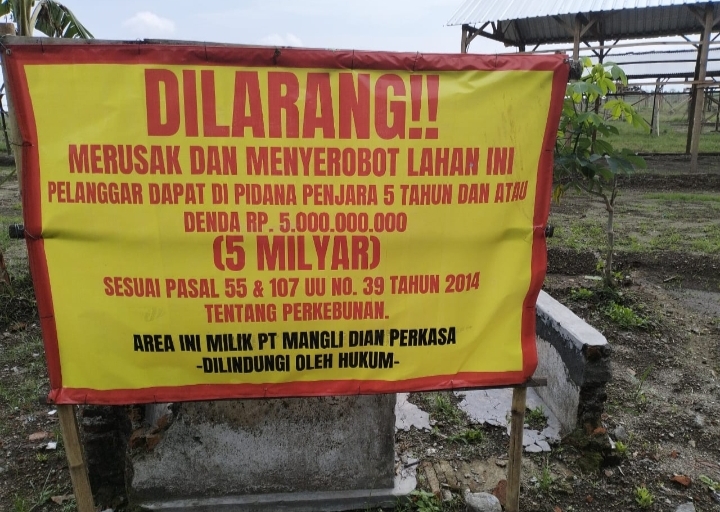 DILARANG!!
MERUSAK DAN MENYEROBOT LAHAN INI
PELANGGAR DAPAT DI PIDANA PENJARA 5 TAHUN DAN ATAU
DENDA RP. 5.000.000.000
(5 MILYAR)
SESUAI PASAL 55 & 107 UU NO. 39 TAHUN 2014
TENTANG PERKEBUNAN.
AREA INI MILIK PT MANGLI DIAN PERKASA
-DILINDUNGI OLEH HUKUM-